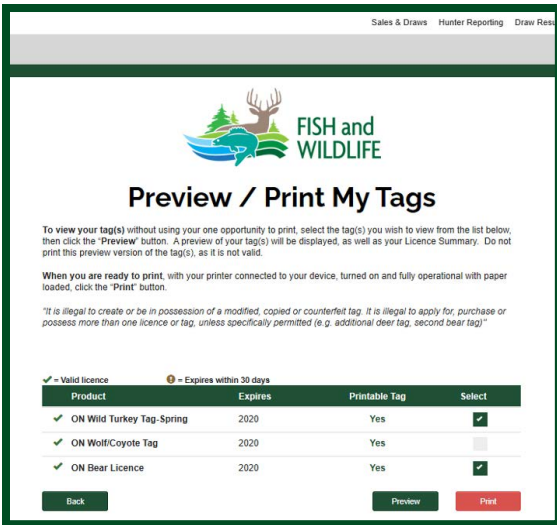 Sales & Draws Hunter Reporting Draw Resu
FISH and
WILDLIFE
Preview / Print My Tags
To view your tag(s) without using your one opportunity to print, select the tag(s) you wish to view from the list below,
then click the "Preview" button. A preview of your tag(s) will be displayed, as well as your Licence Summary. Do not
print this preview version of the tag(s), as it is not valid.
When you are ready to print, with your printer connected to your device, turned on and fully operational with paper
loaded, click the "Print" button.
"It is illegal to create or be in possession of a modified, copied or counterfeit tag. It is illegal to apply for, purchase or
possess more than one licence or tag, unless specifically permitted (e.g. additional deer tag, second bear tag)"
✔ = Valid licence ! = Expires within 30 days
Product Expires Printable Tag Select
✔ ON Wild Turkey Tag-Spring 2020 Yes ✔
✔ ON Wolf/Coyote Tag 2020 Yes
✔ ON Bear Licence 2020 Yes ✔
Back Preview Print